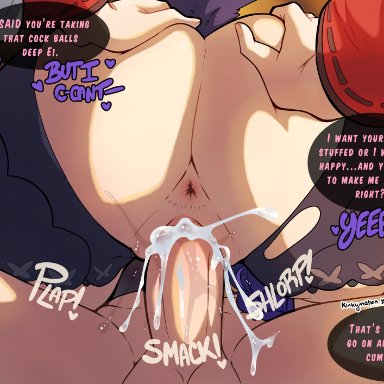 SAID YOU'RE TAKING
THAT COCK BALLS
DEEP EI.
BUT I
CAN'T~
I WANT YOUR
STUFFED OR I W
HAPPY...AND Y
TO MAKE ME
RIGHT?
YEEE
PLAP!
SMACK!
SHLORP!
THAT'S
GO ON A
CUM